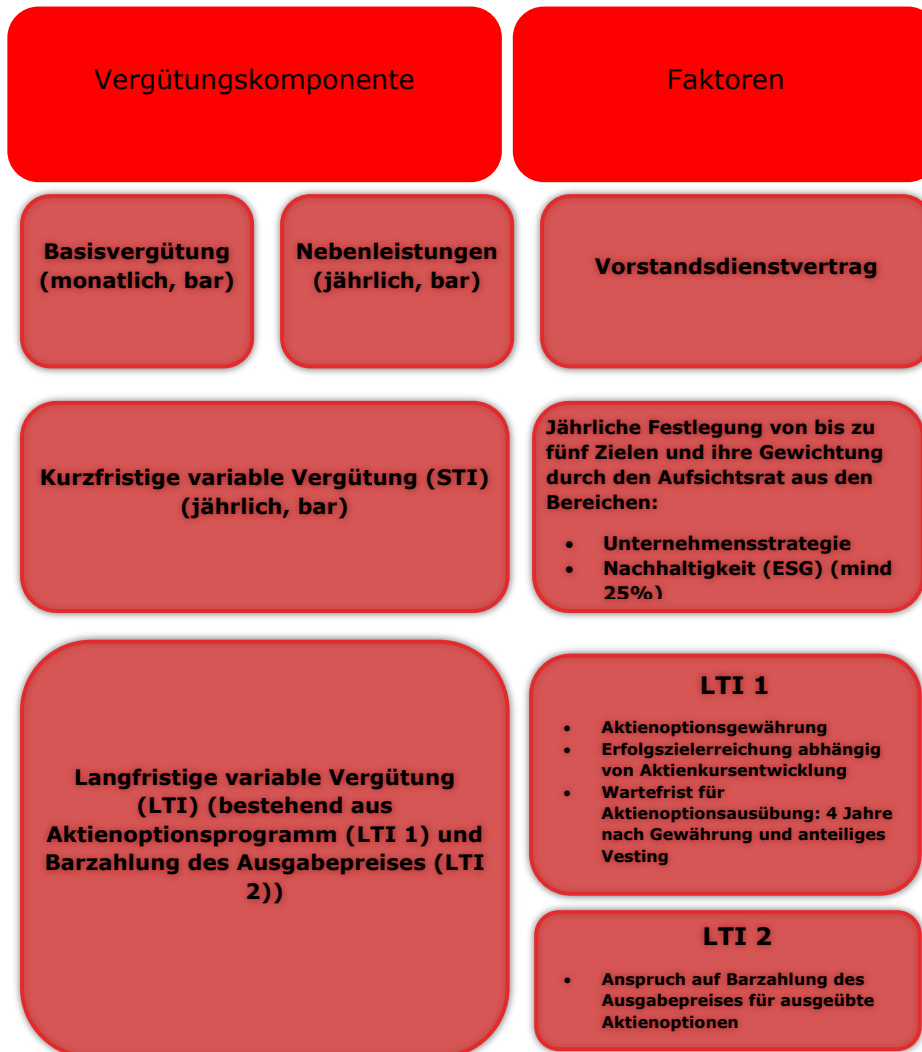 Vergütungskomponente
Faktoren
Basisvergütung
(monatlich, bar)
Nebenleistungen
(jährlich, bar)
Vorstandsdienstvertrag
Kurzfristige variable Vergütung (STI)
(jährlich, bar)
Jährliche Festlegung von bis zu
fünf Zielen und ihre Gewichtung
durch den Aufsichtsrat aus den
Bereichen:
• Unternehmensstrategie
• Nachhaltigkeit (ESG) (mind
25%)
Langfristige variable Vergütung
(LTI) (bestehend aus
Aktienoptionsprogramm (LTI 1) und
Barzahlung des Ausgabepreises (LTI
2))
LTI 1
• Aktienoptionsgewährung
• Erfolgszielerreichung abhängig
von Aktienkursentwicklung
• Wartefrist für
Aktienoptionsausübung: 4 Jahre
nach Gewährung und anteiliges
Vesting
LTI 2
• Anspruch auf Barzahlung des
Ausgabepreises für ausgeübte
Aktienoptionen